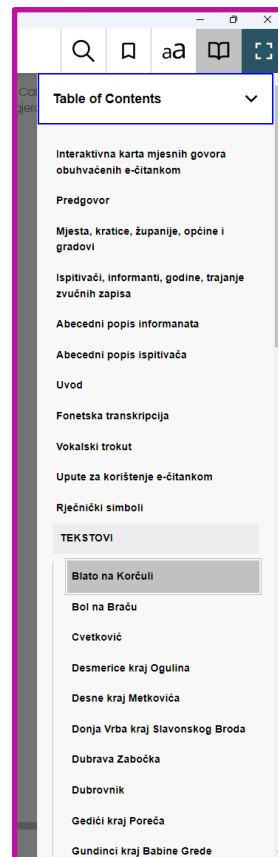 aa
Table of Contents
Interaktivna karta mjesnih govora
obuhvaćenih e-čitankom
Predgovor
Mjesta, kratice, županije, općine i
gradovi
Ispitivači, informanti, godine, trajanje
zvučnih zapisa
Abecedni popis informanata
Abecedni popis ispitivača
Uvod
Fonetska transkripcija
Vokalski trokut
Upute za korištenje e-čitankom
Rječnički simboli
TEKSTOVI
Blato na Korčuli
Bol na Braču
Cvetković
Desmerice kraj Ogulina
Desne kraj Metkovića
Donja Vrba kraj Slavonskog Broda
Dubrava Zabočka
Dubrovnik
Gedići kraj Poreča
Gundinci kraj Babine Grede